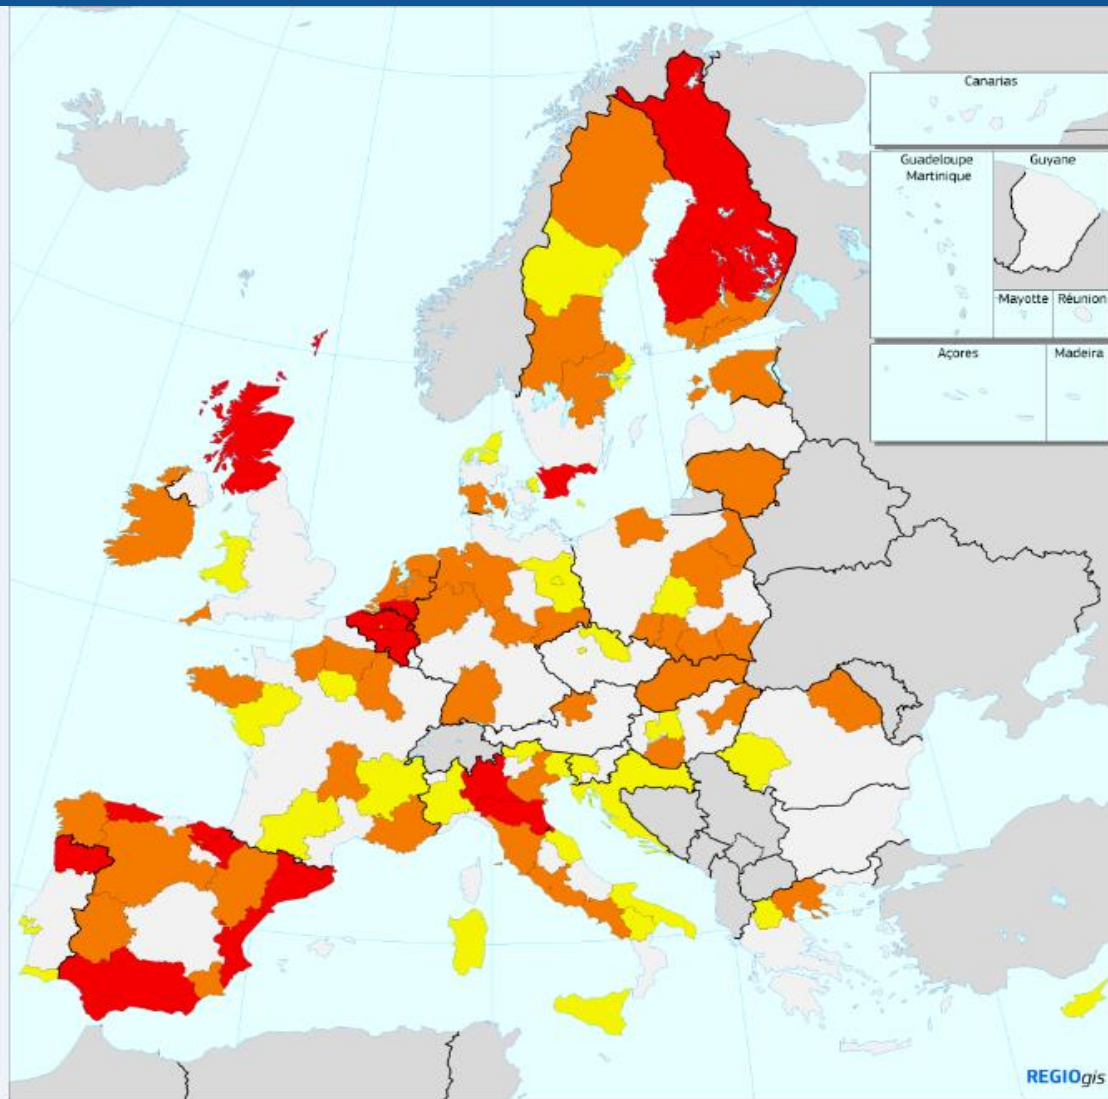 Canarias
Guadeloupe
Martinique
Guyane
Mayotte
Réunion
Açores
Madeira
REGIOgis